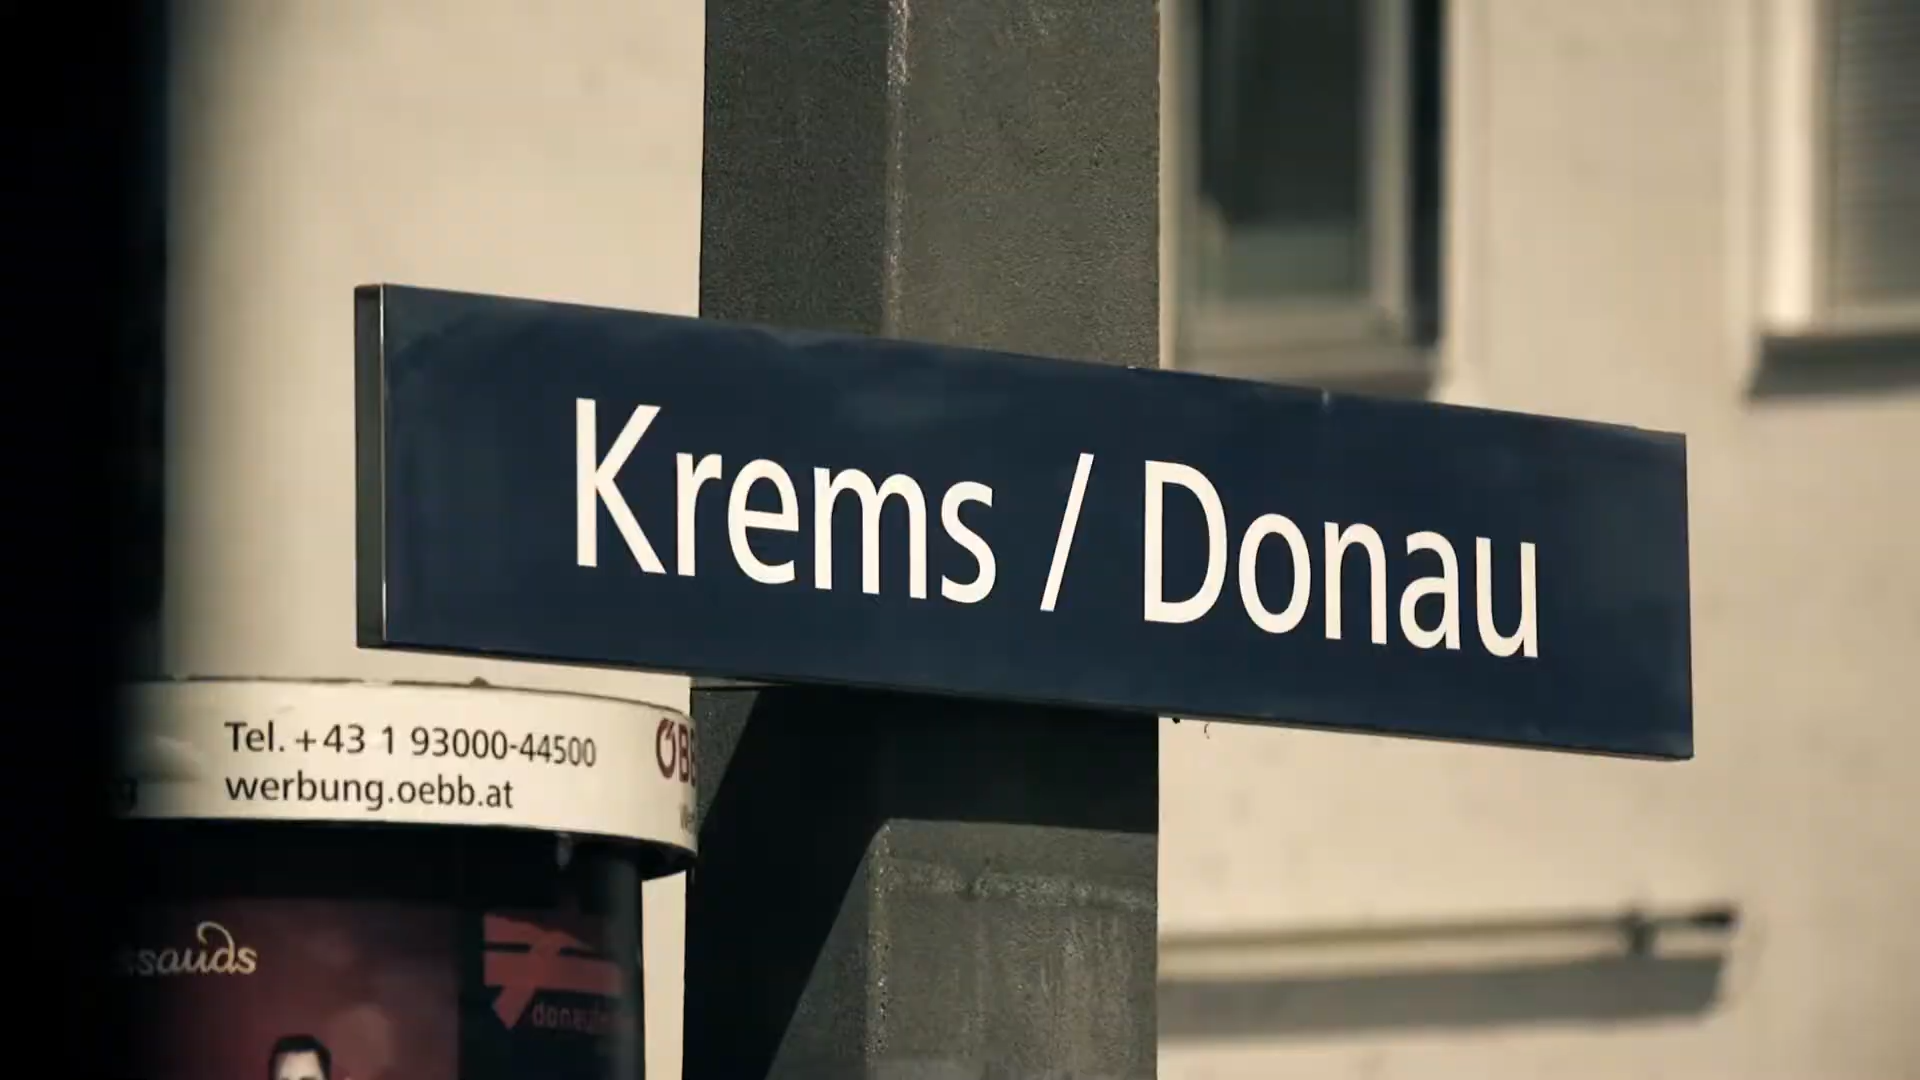 Krems / Donau
Tel. +43 1 93000-44500
werbung.oebb.at